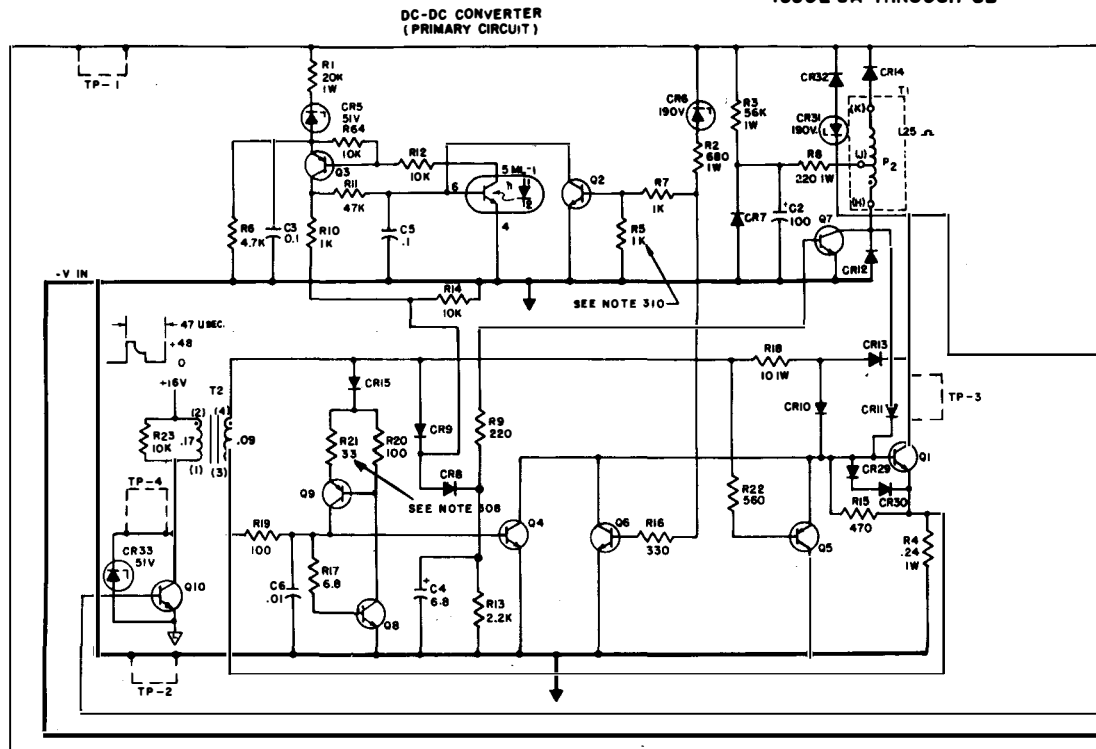 DC-DC CONVERTER
(PRIMARY CIRCUIT)
TP-1
R1
20K
1W
CR5
51V
R64
10K
Q3
R12
10K
R11
47K
R6
4.7K
C3
0.1
R10
1K
C5
.1
5 ML-1
6
1
2
4
Q2
R7
1K
R5
1K
CR6
190V
R2
680
1W
R3
56K
1W
CR7
C2
+
100
R8
220 1W
CR32
CR31
190V
CR14
T1
(K)
(J)
(H)
P2
1.25 Ω
Q7
CR12
-V IN
R14
10K
SEE NOTE 310
47 USEC.
+48
0
+16V
T2
(2)
(4)
(1)
(3)
R23
10K
.17
.09
CR15
R21
33
R20
100
CR9
R9
220
CR8
Q9
SEE NOTE 308
R18
10 1W
CR13
CR10
CR11
TP-3
Q1
CR29
CR30
R15
470
R4
.24
1W
TP-4
CR33
51V
Q10
R19
100
C6
.01
R17
6.8
Q8
+
C4
6.8
R13
2.2K
Q4
Q6
R16
330
R22
560
Q5
TP-2